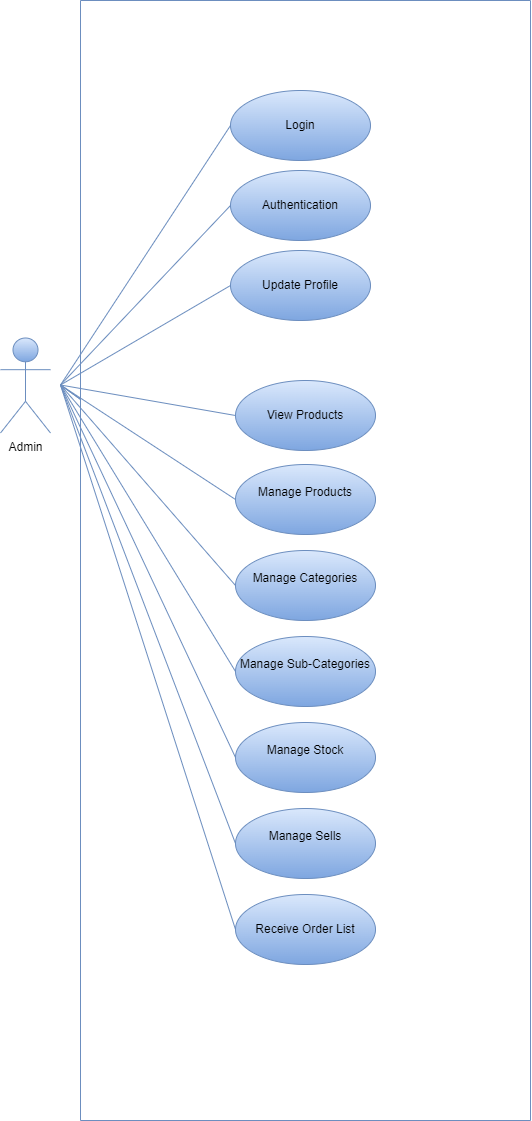 Login
Authentication
Update Profile
Admin
View Products
Manage Products
Manage Categories
Manage Sub-Categories
Manage Stock
Manage Sells
Receive Order List